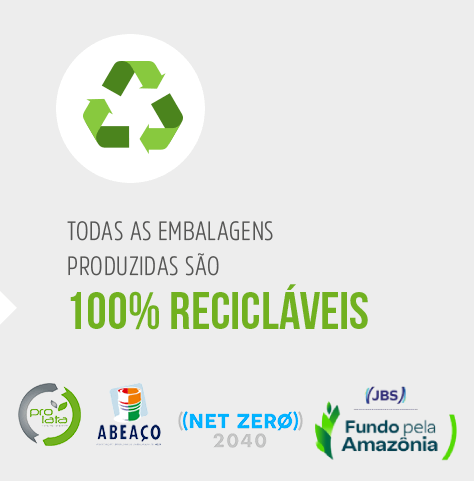 TODAS AS EMBALAGENS
PRODUZIDAS SÃO
100% RECICLÁVEIS
pro
lata
ABEAÇO
((NET ZERØ))
2040
(JBS)
Fundo pela
Amazônia